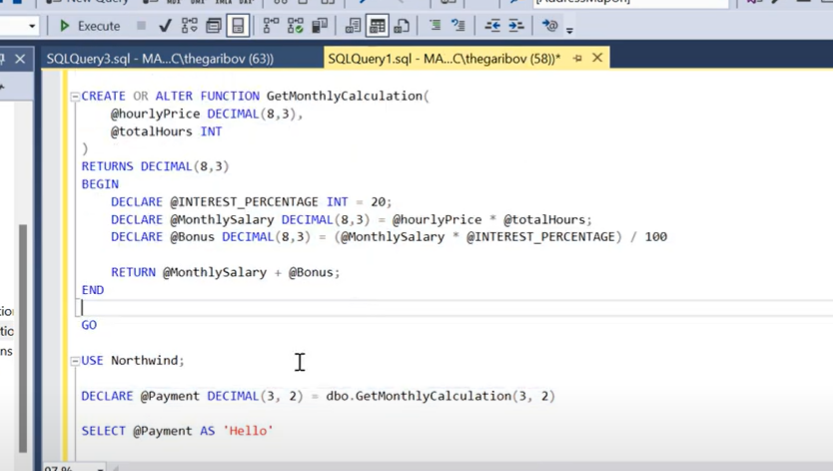 New Query
Execute
[AddressMapOn]
SQLQuery3.sql - MA...C\thegaribov (63))
SQLQuery1.sql - MA...C\thegaribov (58))*
CREATE OR ALTER FUNCTION GetMonthlyCalculation(
@hourlyPrice DECIMAL(8,3),
@totalHours INT
)
RETURNS DECIMAL(8,3)
BEGIN
DECLARE @INTEREST_PERCENTAGE INT = 20;
DECLARE @MonthlySalary DECIMAL(8,3) = @hourlyPrice * @totalHours;
DECLARE @Bonus DECIMAL(8,3) = (@MonthlySalary * @INTEREST_PERCENTAGE) / 100
RETURN @MonthlySalary + @Bonus;
END
GO
USE Northwind;
DECLARE @Payment DECIMAL(3, 2) = dbo.GetMonthlyCalculation(3, 2)
SELECT @Payment AS 'Hello'